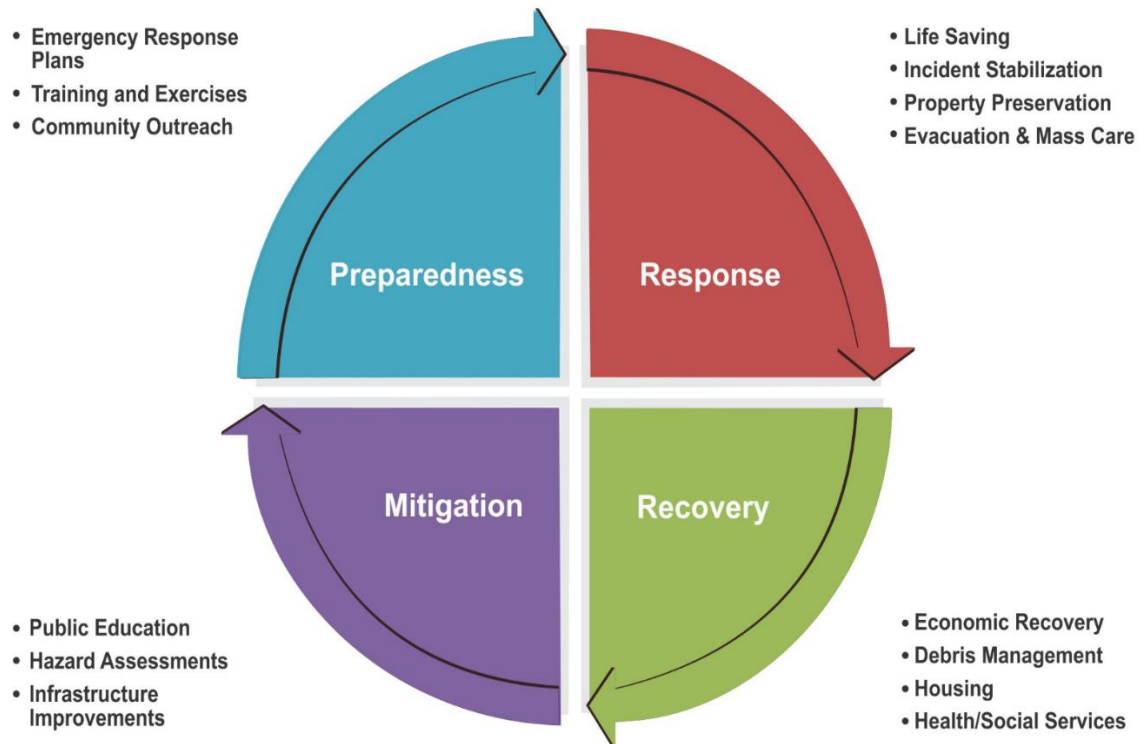 • Emergency Response
Plans
• Training and Exercises
• Community Outreach
• Life Saving
• Incident Stabilization
• Property Preservation
• Evacuation & Mass Care
Preparedness
Response
Mitigation
Recovery
• Public Education
• Hazard Assessments
• Infrastructure
Improvements
• Economic Recovery
• Debris Management
• Housing
• Health/Social Services